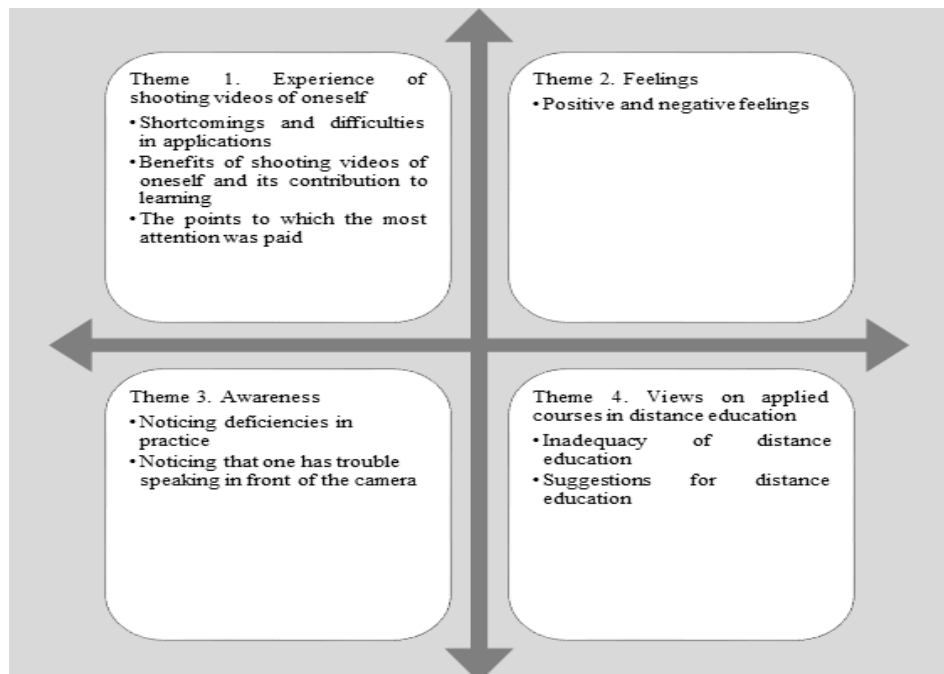 Theme 1. Experience of
shooting videos of oneself
•Shortcomings and difficulties
in applications
•Benefits of shooting videos of
oneself and its contribution to
learning
•The points to which the most
attention was paid
Theme 2. Feelings
•Positive and negative feelings
Theme 3. Awareness
•Noticing deficiencies in
practice
•Noticing that one has trouble
speaking in front of the camera
Theme 4. Views on applied
courses in distance education
•Inadequacy of distance
education
•Suggestions for distance
education